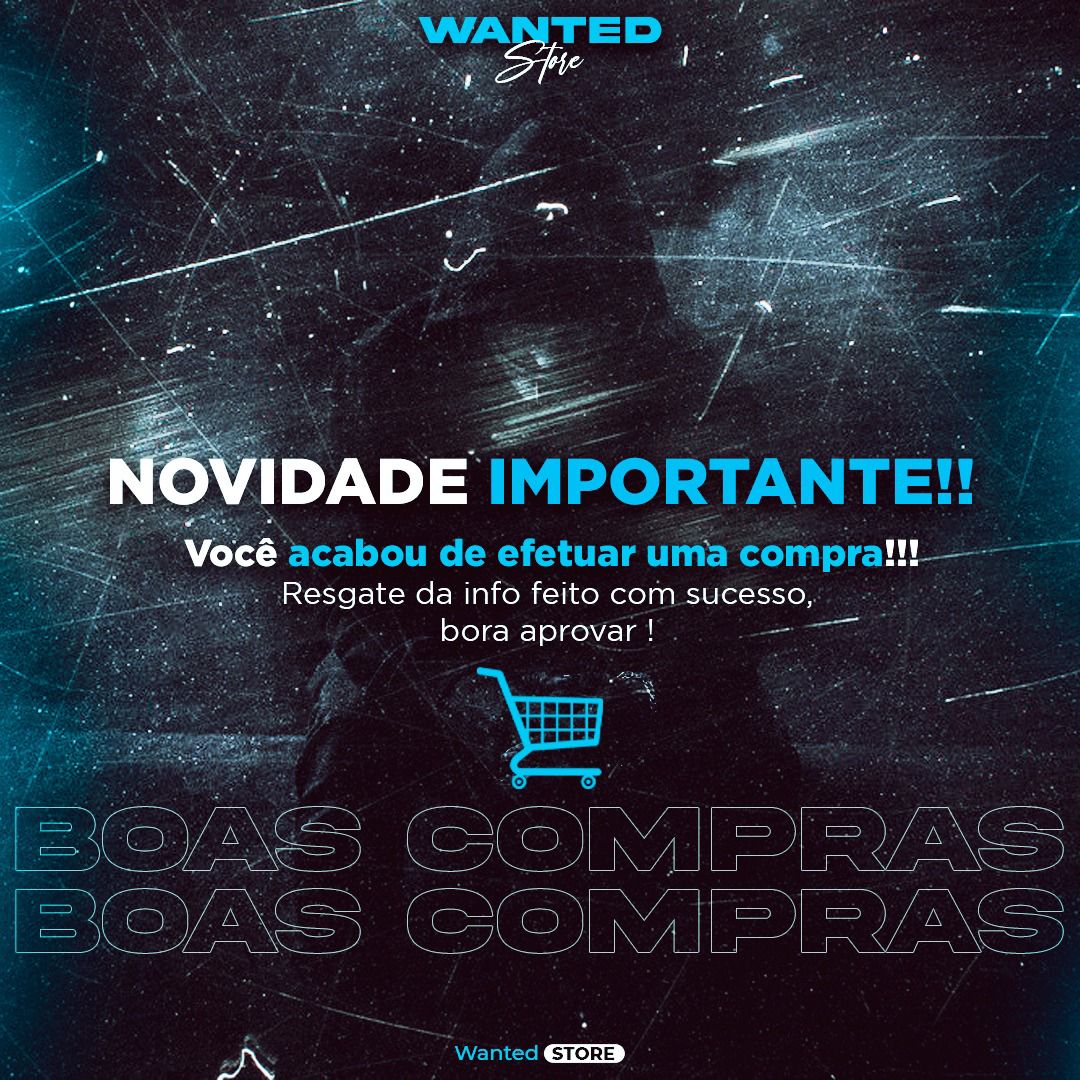 WANTED
Store
NOVIDADE IMPORTANTE!!
Você acabou de efetuar uma compra!!!
Resgate da info feito com sucesso,
bora aprovar !
BOAS COMPRAS
BOAS COMPRAS
Wanted STORE